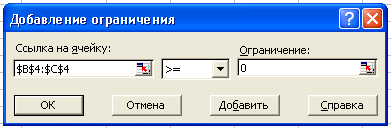 Добавление ограничения
Ссылка на ячейку: Ограничение:
$B$4:$C$4 >= 0
ОК Отмена Добавить Справка